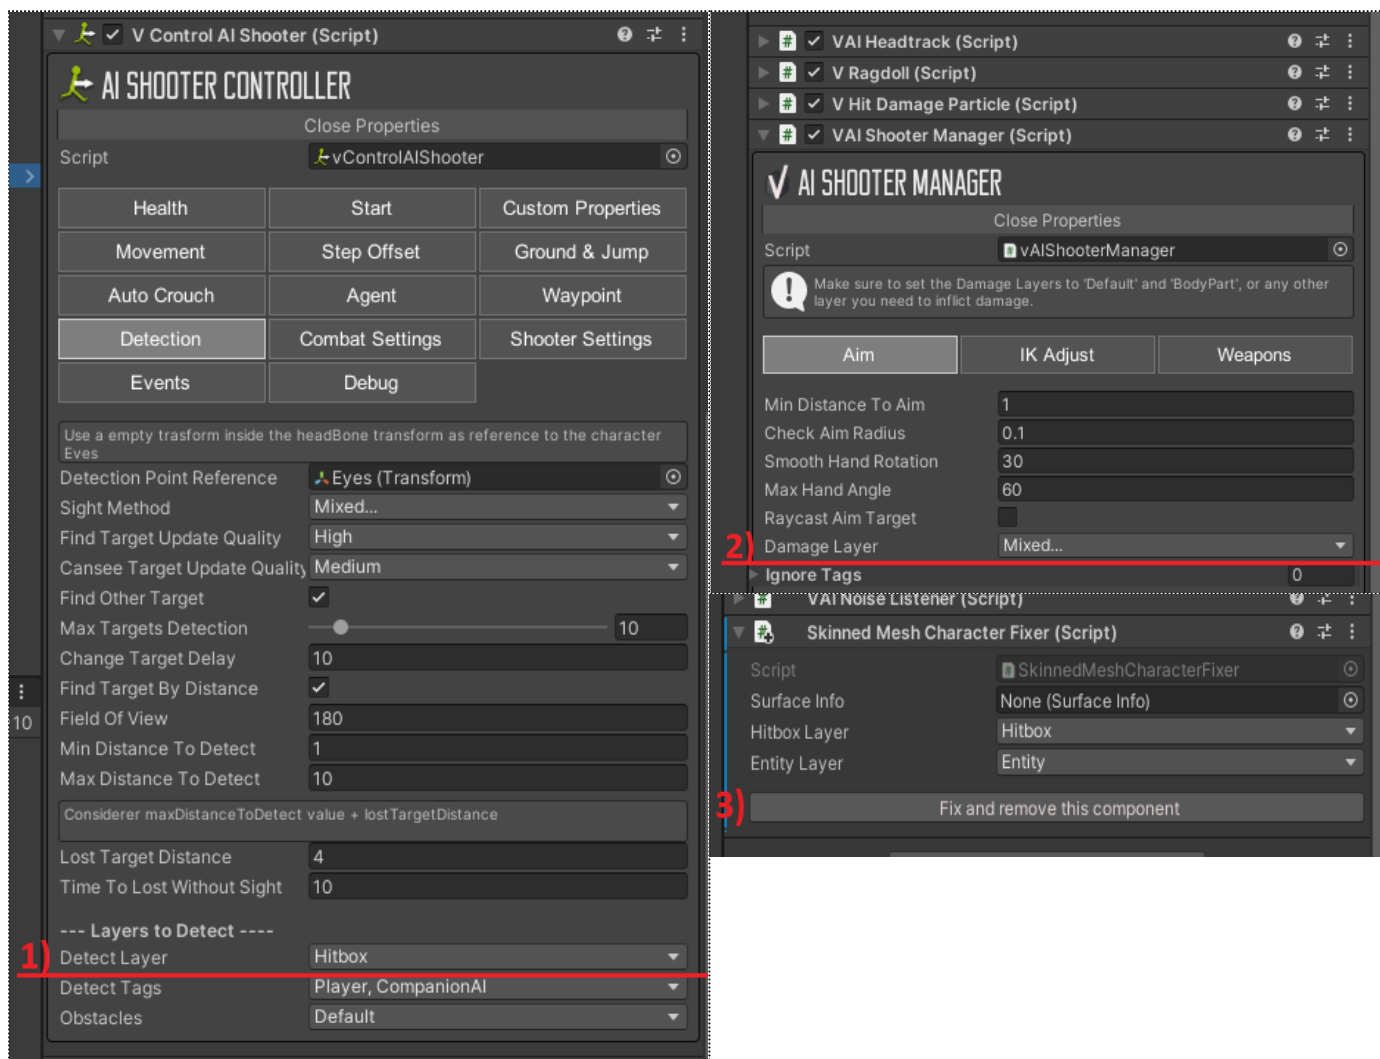 V Control AI Shooter (Script)
AI SHOOTER CONTROLLER
Close Properties
Script vControlAIShooter
Health Start Custom Properties
Movement Step Offset Ground & Jump
Auto Crouch Agent Waypoint
Detection Combat Settings Shooter Settings
Events Debug
Use a empty trasform inside the headBone transform as reference to the character
Eyes
Detection Point Reference Eyes (Transform)
Sight Method Mixed...
Find Target Update Quality High
Cansee Target Update Quality Medium
Find Other Target
Max Targets Detection 10
Change Target Delay 10
Find Target By Distance
10
Field Of View 180
Min Distance To Detect 1
Max Distance To Detect 10
Considerer maxDistanceToDetect value + lostTargetDistance
Lost Target Distance 4
Time To Lost Without Sight 10
--- Layers to Detect ----
1)
Detect Layer Hitbox
Detect Tags Player, CompanionAI
Obstacles Default
VAI Headtrack (Script)
V Ragdoll (Script)
V Hit Damage Particle (Script)
VAI Shooter Manager (Script)
AI SHOOTER MANAGER
Close Properties
Script vAIShooterManager
Make sure to set the Damage Layers to 'Default' and 'BodyPart', or any other
layer you need to inflict damage.
Aim IK Adjust Weapons
Min Distance To Aim 1
Check Aim Radius 0.1
Smooth Hand Rotation 30
Max Hand Angle 60
Raycast Aim Target
2)
Damage Layer Mixed...
Ignore Tags 0
VAI Noise Listener (Script)
Skinned Mesh Character Fixer (Script)
Script SkinnedMeshCharacterFixer
Surface Info None (Surface Info)
Hitbox Layer Hitbox
Entity Layer Entity
3)
Fix and remove this component